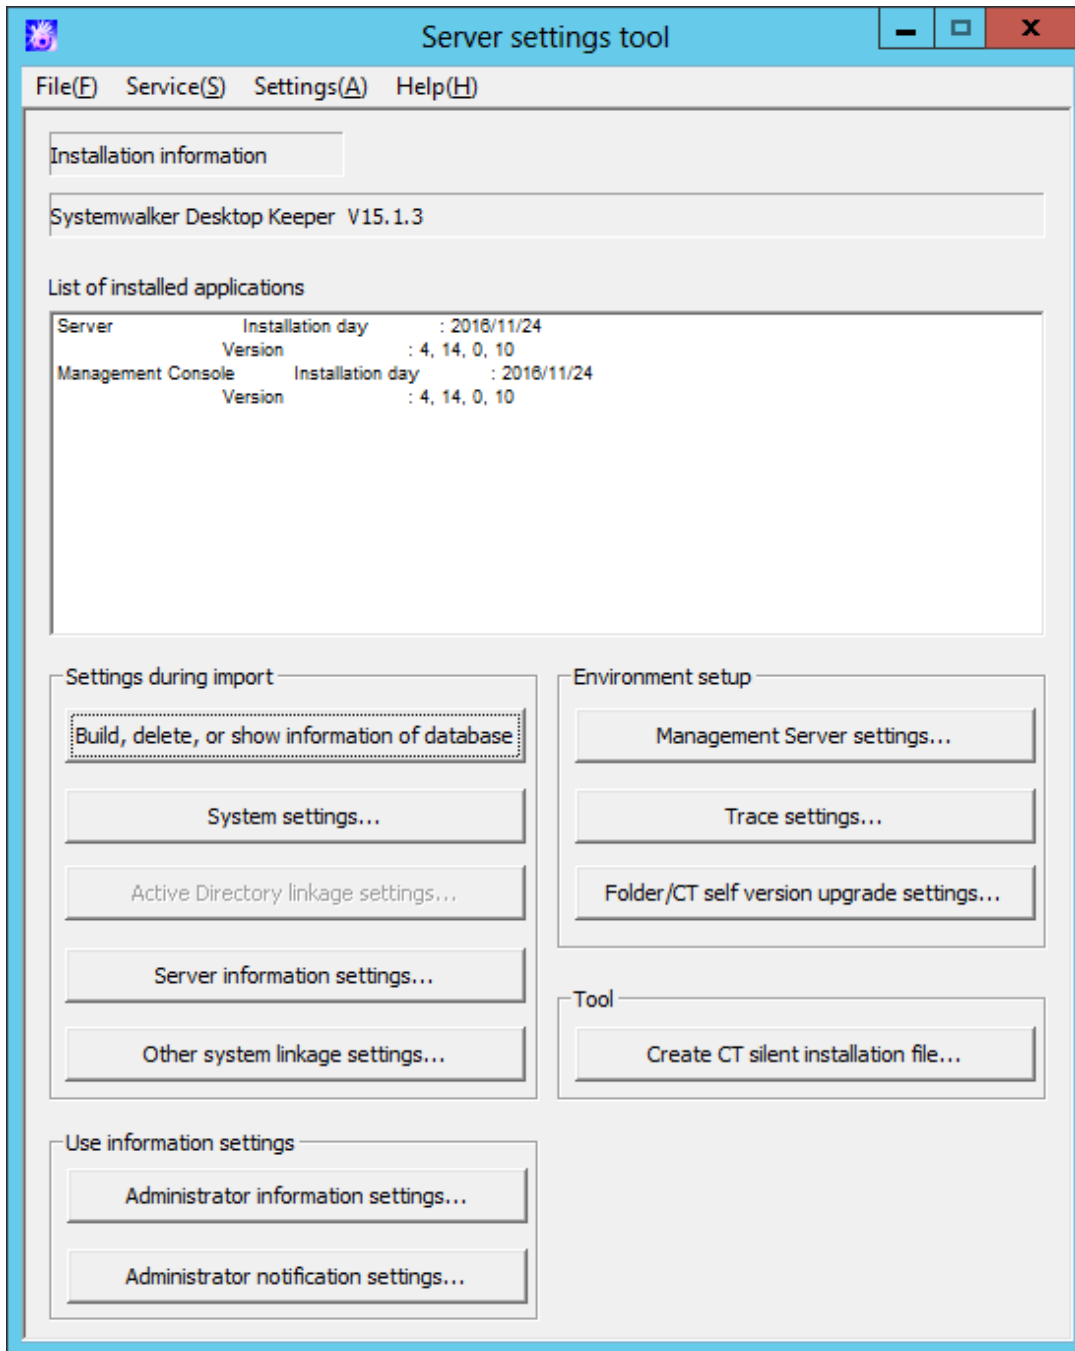 Server settings tool
File(F) Service(S) Settings(A) Help(H)
Installation information
Systemwalker Desktop Keeper V15.1.3
List of installed applications
Server Installation day : 2016/11/24
Version : 4, 14, 0, 10
Management Console Installation day : 2016/11/24
Version : 4, 14, 0, 10
Settings during import
Build, delete, or show information of database
System settings...
Active Directory linkage settings...
Server information settings...
Other system linkage settings...
Environment setup
Management Server settings...
Trace settings...
Folder/CT self version upgrade settings...
Tool
Create CT silent installation file...
Use information settings
Administrator information settings...
Administrator notification settings...